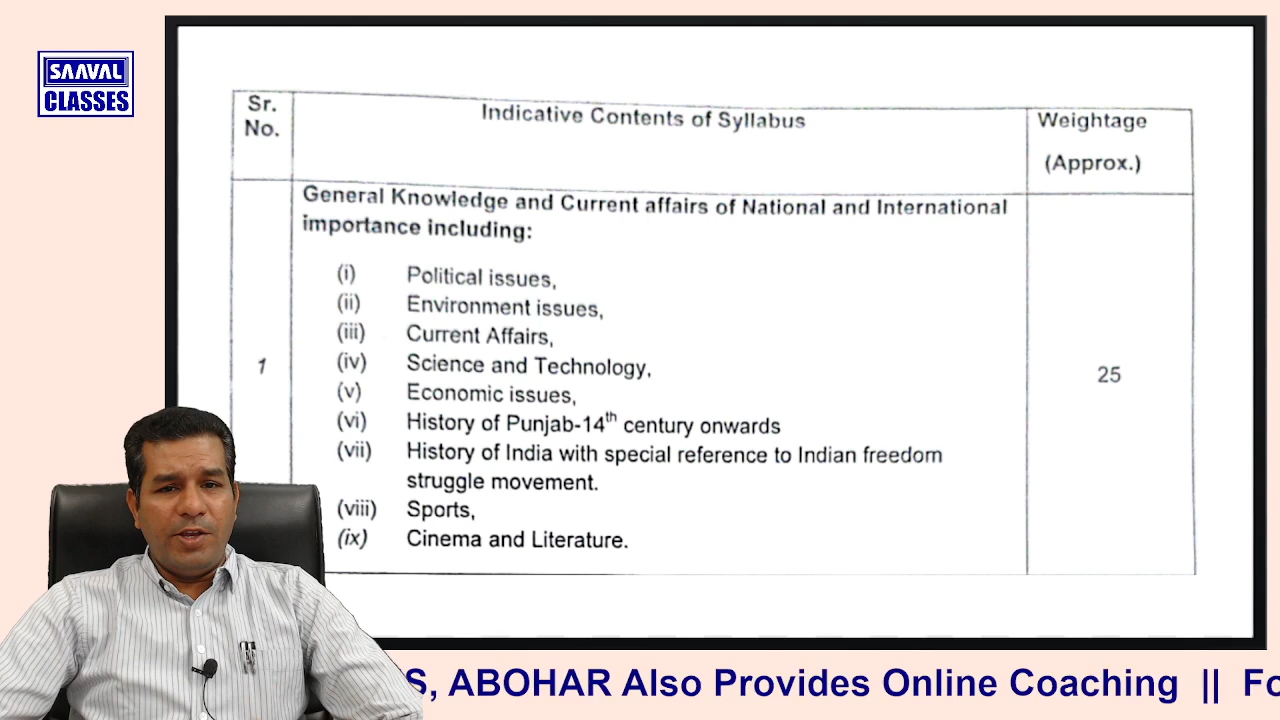 SAAVAL
CLASSES
Sr.
No.
Indicative Contents of Syllabus
Weightage
(Approx.)
1
General Knowledge and Current affairs of National and International
importance including:
(i) Political issues,
(ii) Environment issues,
(iii) Current Affairs,
(iv) Science and Technology,
(v) Economic issues,
(vi) History of Punjab-14th century onwards
(vii) History of India with special reference to Indian freedom
struggle movement.
(viii) Sports,
(ix) Cinema and Literature.
25
S, ABOHAR Also Provides Online Coaching || Fo